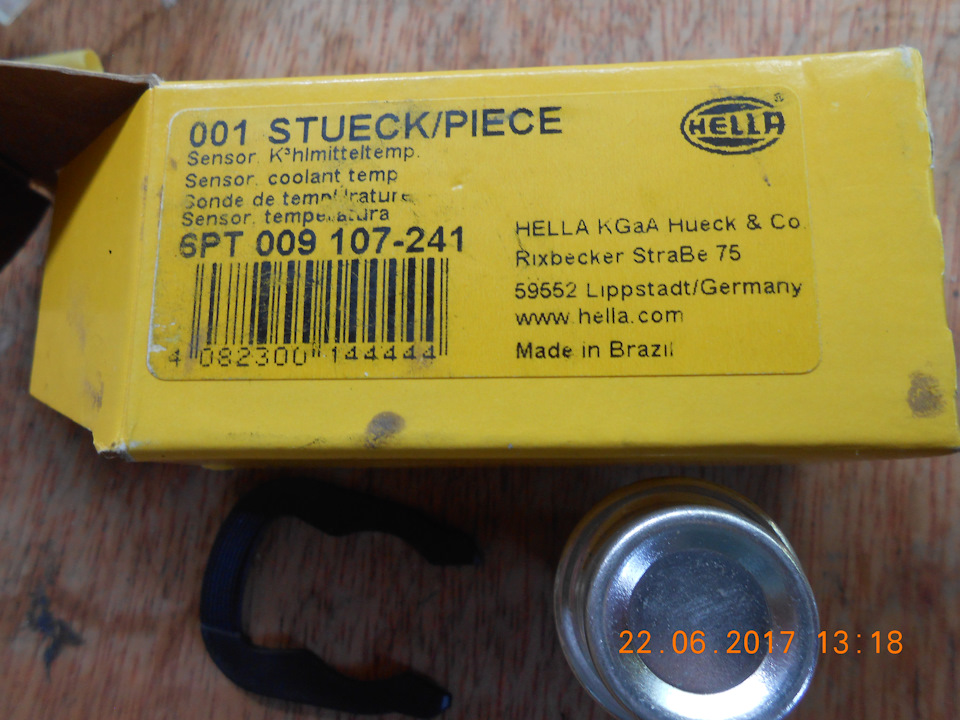 001 STUECK/PIECE
HELLA
®
Sensor. K³hlmitteltemp.
Sensor. coolant temp
Sonde de temp·rature
Sensor. temperatura
6PT 009 107-241
4 082300 144444
HELLA KGaA Hueck & Co.
Rixbecker StraBe 75
59552 Lippstadt/Germany
www.hella.com
Made in Brazil
22.06.2017 13:18